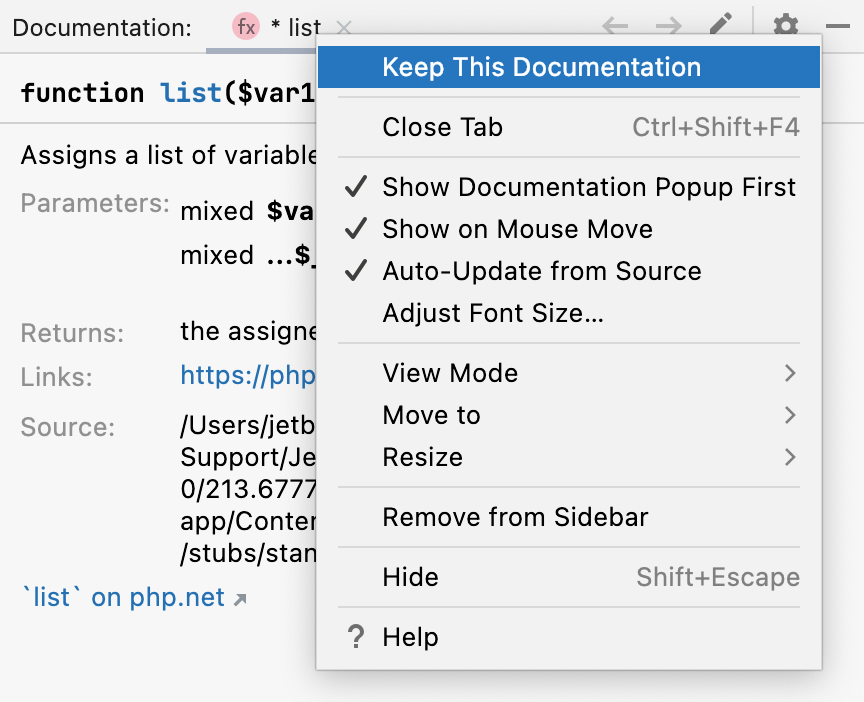 Documentation: fx * list
function list($var1
Assigns a list of variable
Parameters: mixed $va
mixed ...$_
Returns: the assigne
Links: https://php
Source: /Users/jetb
Support/Je
0/213.6777
app/Conten
/stubs/stan
`list` on php.net
Keep This Documentation
Close Tab Ctrl+Shift+F4
Show Documentation Popup First
Show on Mouse Move
Auto-Update from Source
Adjust Font Size...
View Mode
Move to
Resize
Remove from Sidebar
Hide Shift+Escape
? Help